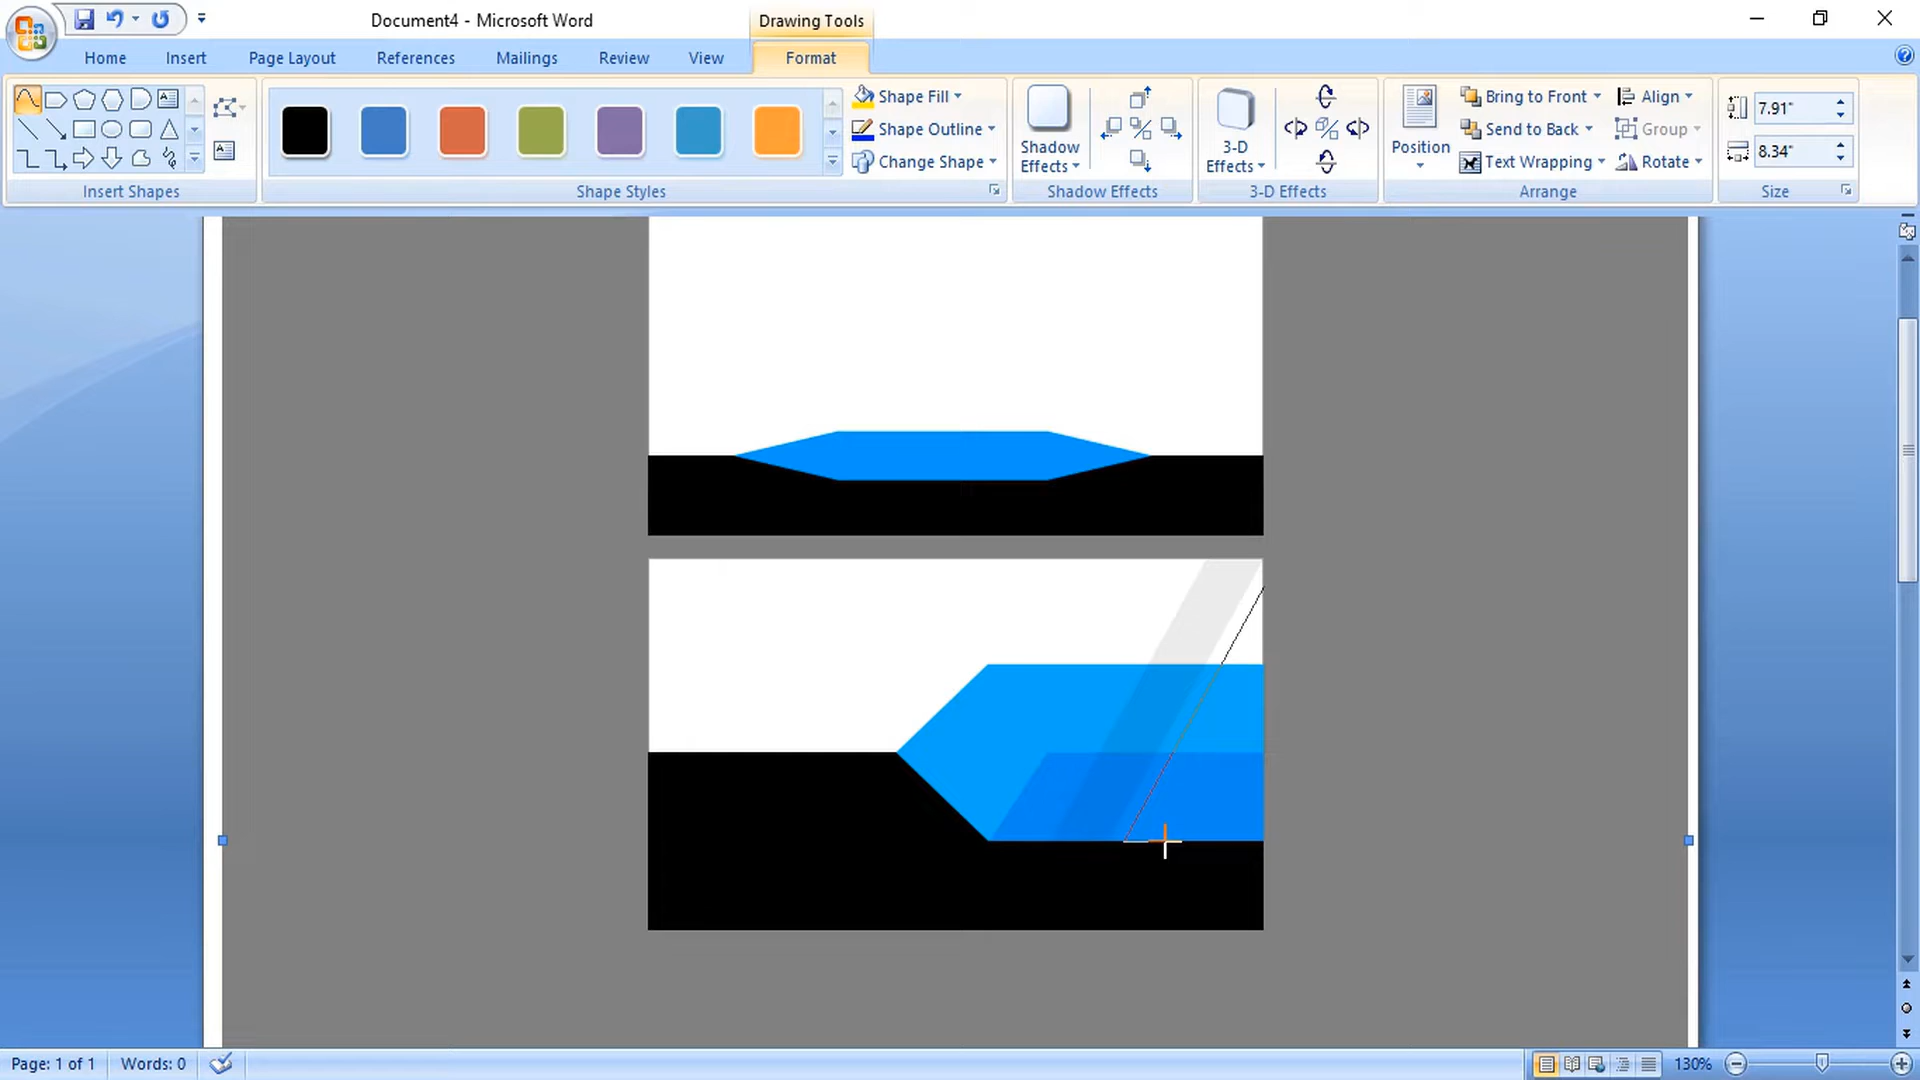 Document4 - Microsoft Word
Drawing Tools
Home Insert Page Layout References Mailings Review View Format
Shape Fill
Shape Outline
Change Shape
Shadow
Effects
3-D
Effects
Position
Bring to Front
Send to Back
Text Wrapping
Align
Group
Rotate
7.91"
8.34"
Insert Shapes
Shape Styles
Shadow Effects
3-D Effects
Arrange
Size
Page: 1 of 1
Words: 0
130%